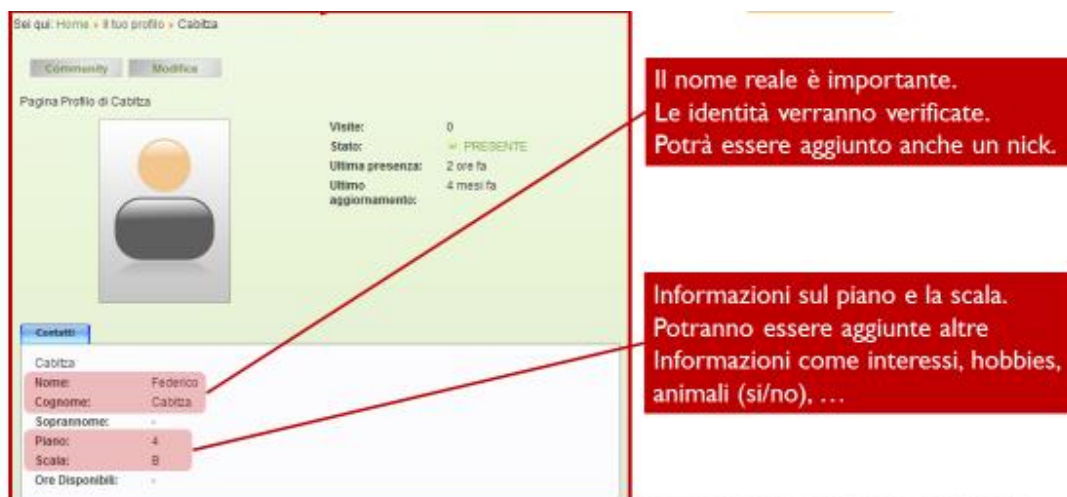 Sei qui: Home » Il tuo profilo » Cabitza
Community Modifica
Pagina Profilo di Cabitza
Visite: 0
Stato: PRESENTE
Ultima presenza: 2 ore fa
Ultimo aggiornamento: 4 mesi fa
Contatti
Cabitza
Nome: Federico
Cognome: Cabitza
Soprannome: -
Piano: 4
Scala: B
Ore Disponibili: -
Il nome reale è importante.
Le identità verranno verificate.
Potrà essere aggiunto anche un nick.
Informazioni sul piano e la scala.
Potranno essere aggiunte altre
Informazioni come interessi, hobbies,
animali (si/no), …